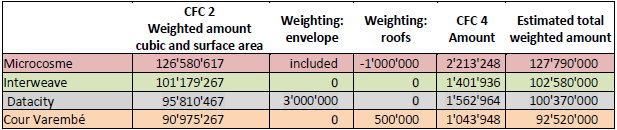 CFC 2
Weighted amount
cubic and surface area
Weighting:
envelope
Weighting:
roofs
CFC 4
Amount
Estimated total
weighted amount
Microcosme 126'580'617 included -1'000'000 2'213'248 127'790'000
Interweave 101'179'267 0 0 1'401'936 102'580'000
Datacity 95'810'467 3'000'000 0 1'562'964 100'370'000
Cour Varembé 90'975'267 0 500'000 1'043'948 92'520'000